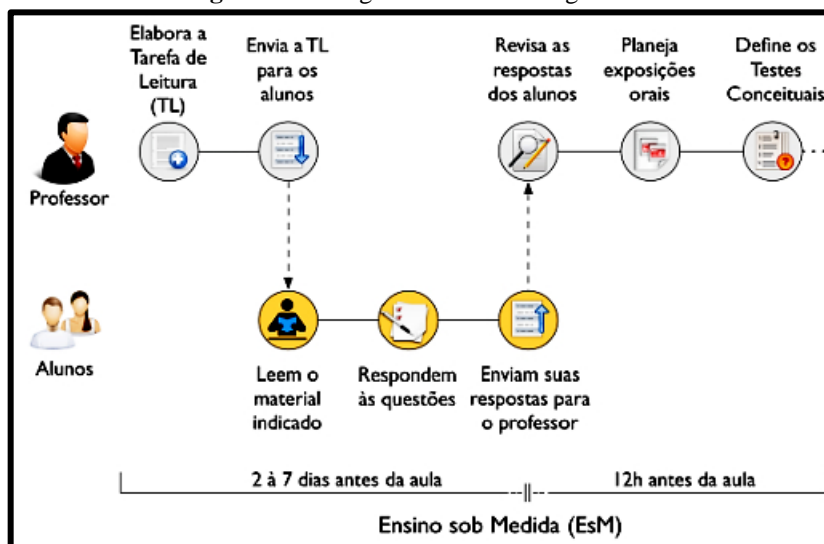 Elabora a
Tarefa de
Leitura
(TL)
Envia a TL
para os
alunos
Revisa as
respostas
dos alunos
Planeja
exposições
orais
Define os
Testes
Conceituais
Professor
Alunos
Leem o
material
indicado
Respondem
às questões
Enviam suas
respostas para
o professor
2 à 7 dias antes da aula
12h antes da aula
Ensino sob Medida (EsM)